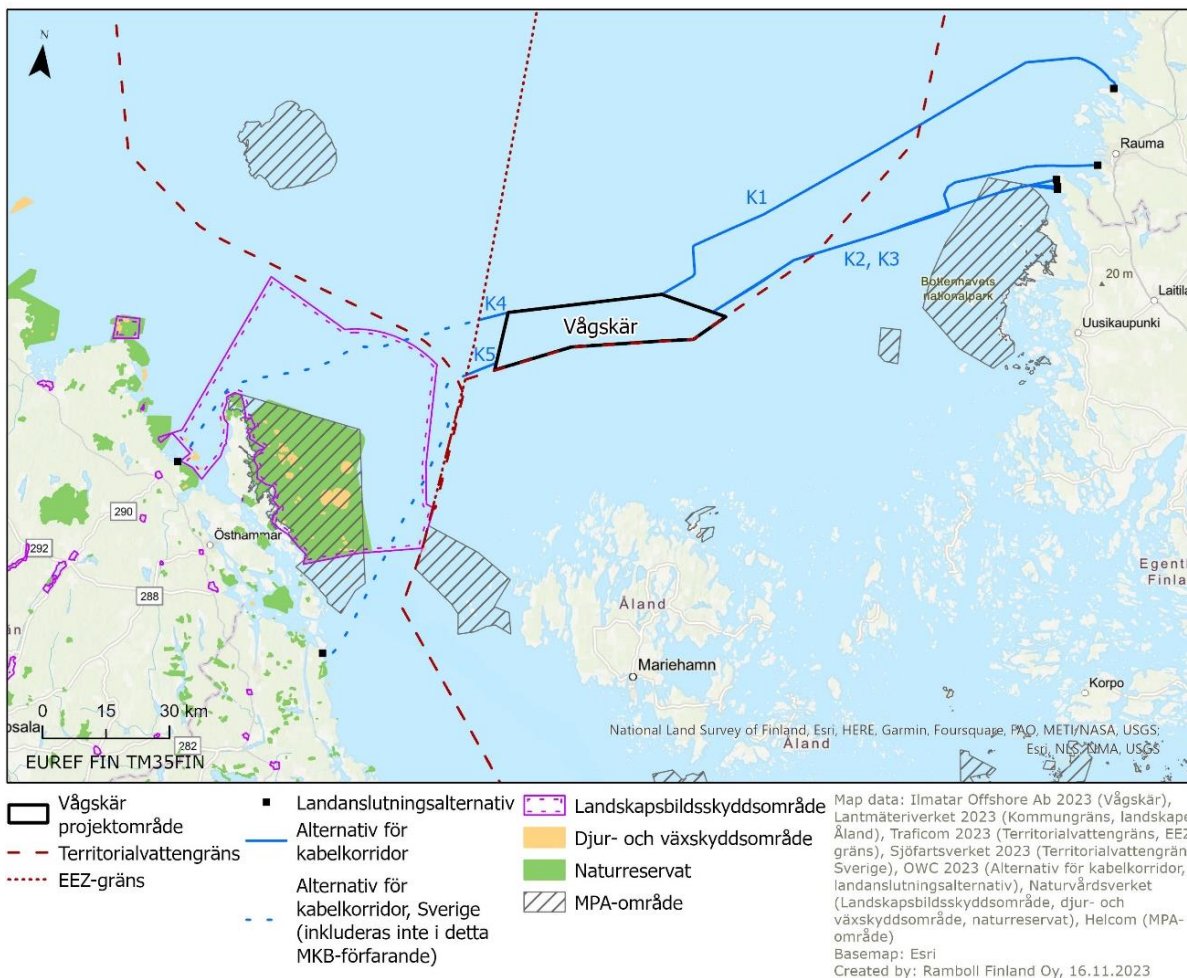 N
K1
Rauma
K2, K3
20 m
Bottenhavets
nationalpark
Laitila
K4
Vågskär
Uusikaupunki
K5
290
Östhammar
292
288
Åland
Mariehamn
Korpo
0 15 30 km
282
National Land Survey of Finland, Esri, HERE, Garmin, Foursquare, PAO, METI/NASA, USGS;
Åland
Esri, NLS, NMA, USGS
EUREF FIN TM35FIN
Vågskär
projektområde
Territorialvattengräns
EEZ-gräns
Landanslutningsalternativ
Alternativ för
kabelkorridor
Alternativ för
kabelkorridor, Sverige
(inkluderas inte i detta
MKB-förfarande)
Landskapsbildsskyddsområde
Djur- och växskyddsområde
Naturreservat
MPA-område
Map data: Ilmatar Offshore Ab 2023 (Vågskär),
Lantmäteriverket 2023 (Kommungräns, landskapet
Åland), Traficom 2023 (Territorialvattengräns, EEZ-
gräns), Sjöfartsverket 2023 (Territorialvattengräns
Sverige), OWC 2023 (Alternativ för kabelkorridor,
landanslutningsalternativ), Naturvårdsverket
(Landskapsbildsskyddsområde, djur- och
växskyddsområde, naturreservat), Helcom (MPA-
område)
Basemap: Esri
Created by: Ramboll Finland Oy, 16.11.2023